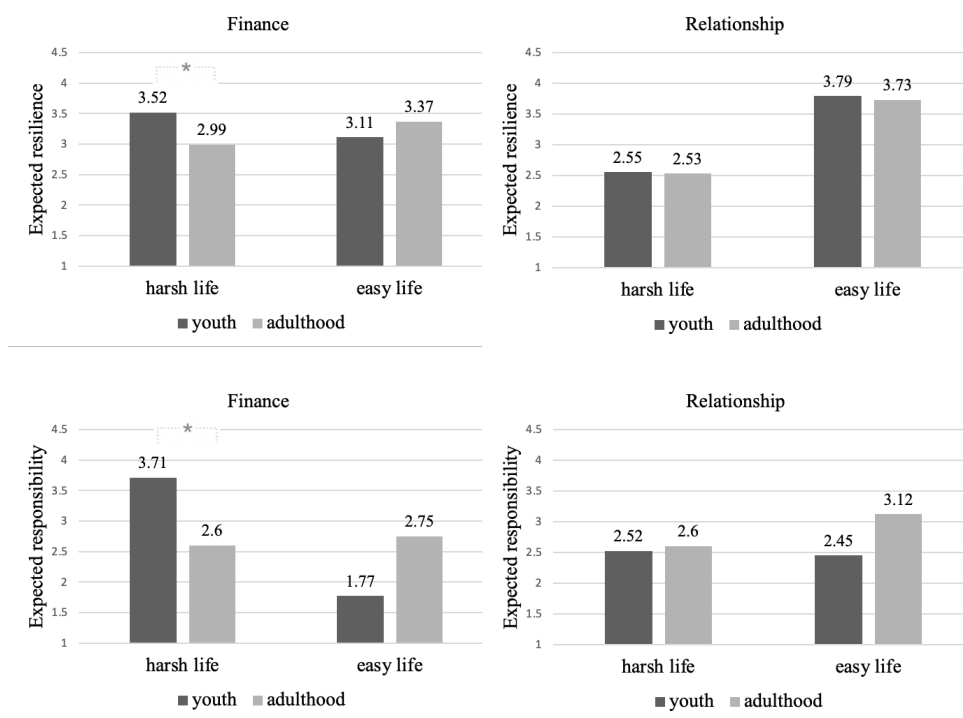 Finance
Expected resilience
4.5
4
3.5
3
2.5
2
1.5
1
*
3.52
2.99
3.11
3.37
harsh life
easy life
youth adulthood
Relationship
Expected resilience
4.5
4
3.5
3
2.5
2
1.5
1
2.55
2.53
3.79
3.73
harsh life
easy life
youth adulthood
Finance
Expected responsibility
4.5
4
3.5
3
2.5
2
1.5
1
*
3.71
2.6
1.77
2.75
harsh life
easy life
youth adulthood
Relationship
Expected responsibility
4.5
4
3.5
3
2.5
2
1.5
1
2.52
2.6
2.45
3.12
harsh life
easy life
youth adulthood